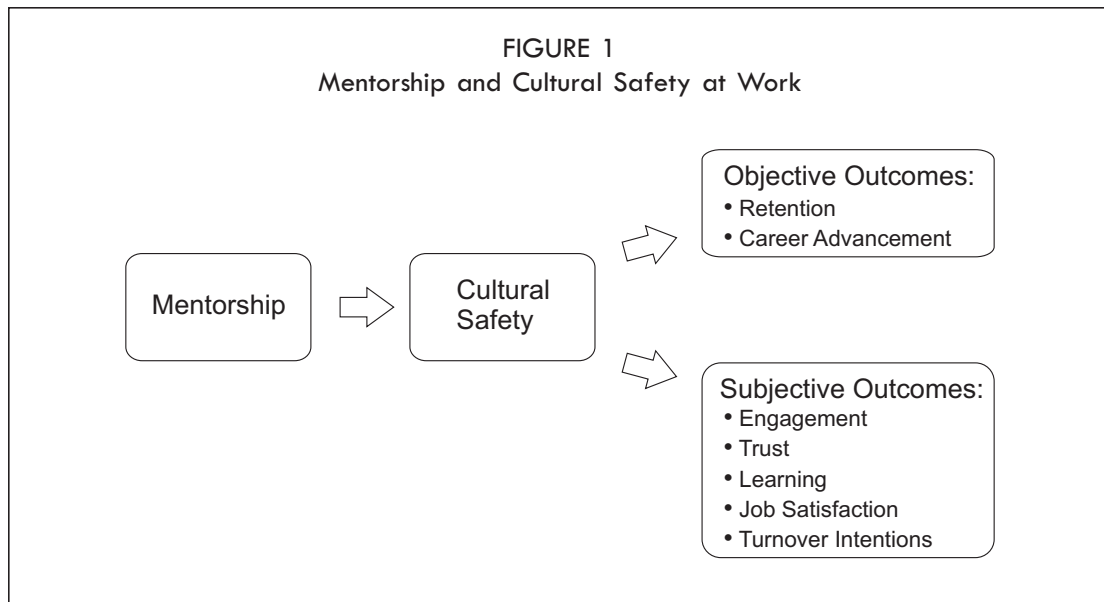 FIGURE 1
Mentorship and Cultural Safety at Work
Mentorship
Cultural
Safety
Objective Outcomes:
• Retention
• Career Advancement
Subjective Outcomes:
• Engagement
• Trust
• Learning
• Job Satisfaction
• Turnover Intentions